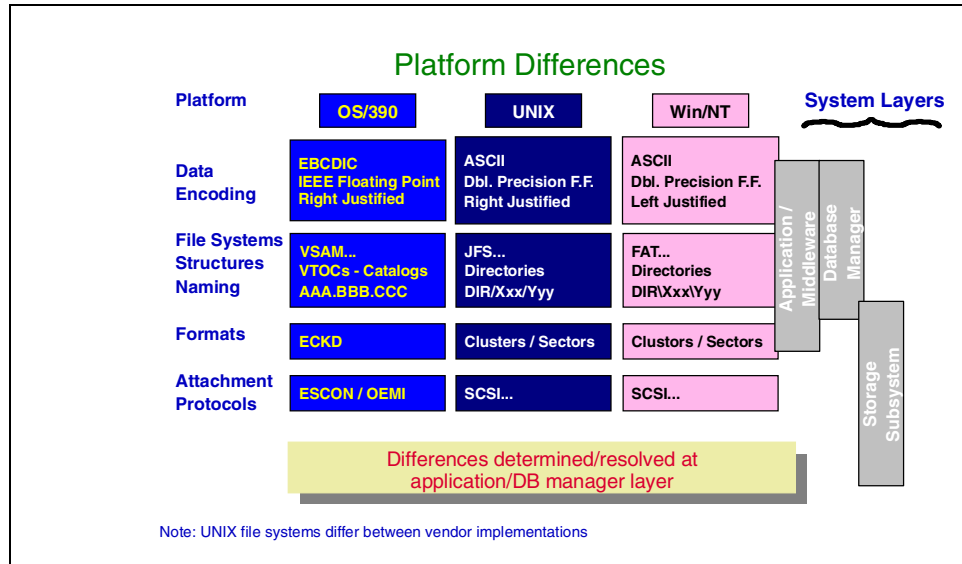 Platform Differences
Platform
OS/390
UNIX
Win/NT
System Layers
Data
Encoding
EBCDIC
IEEE Floating Point
Right Justified
ASCII
Dbl. Precision F.F.
Right Justified
ASCII
Dbl. Precision F.F.
Left Justified
File Systems
Structures
Naming
VSAM...
VTOCs - Catalogs
AAA.BBB.CCC
JFS...
Directories
DIR/Xxx/Yyy
FAT...
Directories
DIR\Xxx\Yyy
Formats
ECKD
Clusters / Sectors
Clustors / Sectors
Attachment
Protocols
ESCON / OEMI
SCSI...
SCSI...
Application /
Middleware
Database
Manager
Storage
Subsystem
Differences determined/resolved at
application/DB manager layer
Note: UNIX file systems differ between vendor implementations